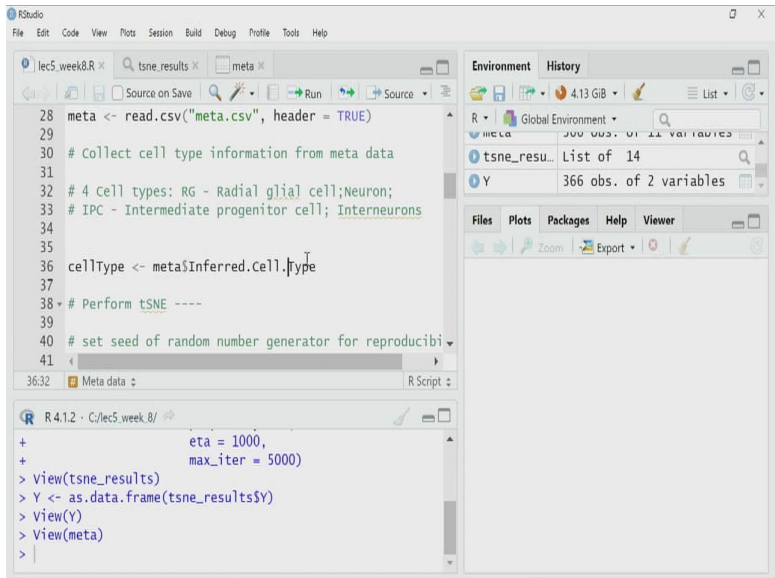 RStudio
File Edit Code View Plots Session Build Debug Profile Tools Help
lec5_week8.R tsne_results meta
Source on Save Run Source
28 meta <- read.csv("meta.csv", header = TRUE)
29
30 # Collect cell type information from meta data
31
32 # 4 Cell types: RG - Radial glial cell;Neuron;
33 # IPC - Intermediate progenitor cell; Interneurons
34
35
36 cellType <- meta$Inferred.Cell.Type
37
38 # Perform tSNE ----
39
40 # set seed of random number generator for reproducibi
41
36:32 Meta data R Script
R 4.1.2 · C:/lec5_week_8/
+ eta = 1000,
+ max_iter = 5000)
> View(tsne_results)
> Y <- as.data.frame(tsne_results$Y)
> View(Y)
> View(meta)
>
Environment History
4.13 GiB List
R Global Environment
meta 366 obs. of 11 variables
tsne_resu… List of 14
Y 366 obs. of 2 variables
Files Plots Packages Help Viewer
Zoom Export